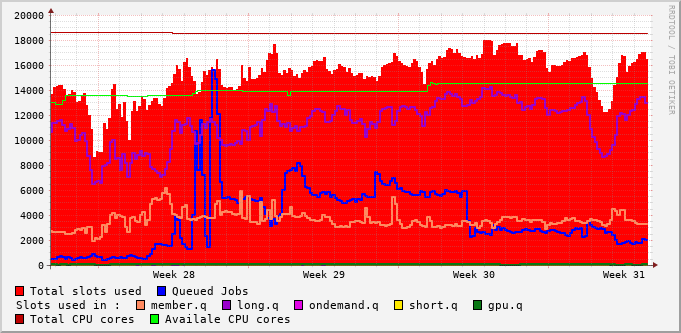 20000
18000
16000
14000
12000
10000
8000
6000
4000
2000
0
Week 28 Week 29 Week 30 Week 31
RRDTOOL / TOBI OETIKER
Total slots used Queued Jobs
Slots used in : member.q long.q ondemand.q short.q gpu.q
Total CPU cores Availale CPU cores